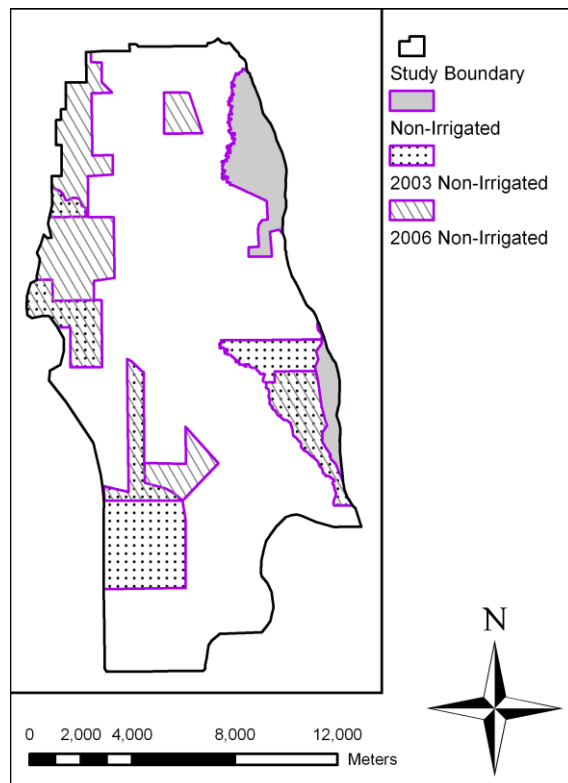 Study Boundary
Non-Irrigated
2003 Non-Irrigated
2006 Non-Irrigated
N
0 2,000 4,000 8,000 12,000
Meters